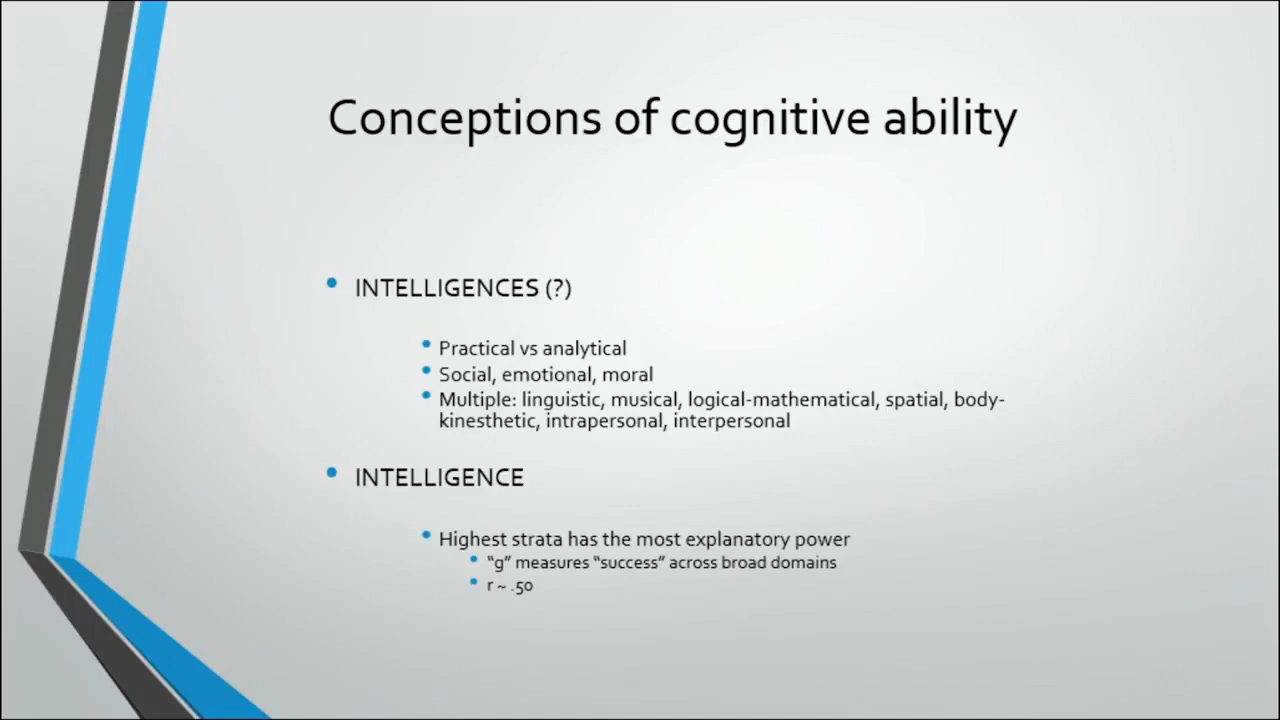 Conceptions of cognitive ability
INTELLIGENCES (?)
Practical vs analytical
Social, emotional, moral
Multiple: linguistic, musical, logical-mathematical, spatial, body-
kinesthetic, intrapersonal, interpersonal
INTELLIGENCE
Highest strata has the most explanatory power
“g” measures “success” across broad domains
r ~ .50